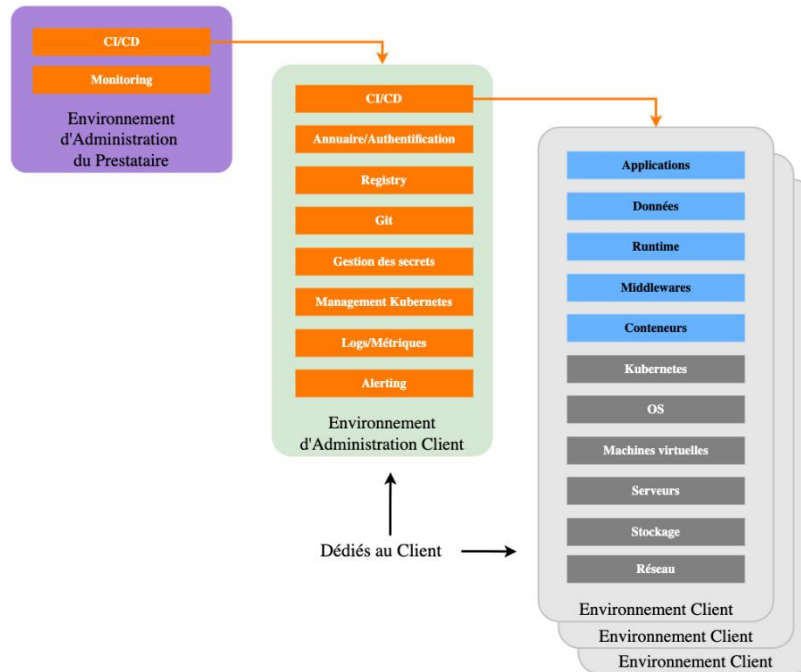 CI/CD
Monitoring
Environnement
d'Administration
du Prestataire
CI/CD
Annuaire/Authentification
Registry
Git
Gestion des secrets
Management Kubernetes
Logs/Métriques
Alerting
Environnement
d'Administration Client
Dédiés au Client
Applications
Données
Runtime
Middlewares
Conteneurs
Kubernetes
OS
Machines virtuelles
Serveurs
Stockage
Réseau
Environnement Client
Environnement Client
Environnement Client